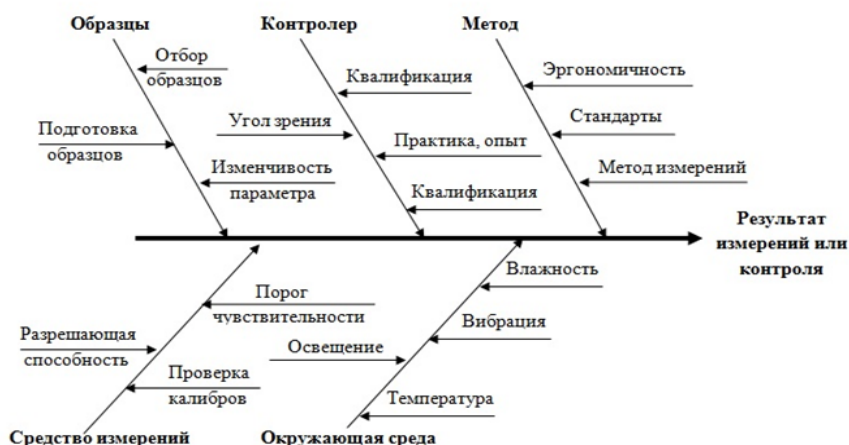 Образцы
Контролер
Метод
Отбор
образцов
Подготовка
образцов
Изменчивость
параметра
Квалификация
Угол зрения
Практика, опыт
Квалификация
Эргономичность
Стандарты
Метод измерений
Результат
измерений или
контроля
Порог
чувствительности
Разрешающая
способность
Проверка
калибров
Влажность
Вибрация
Освещение
Температура
Средство измерений
Окружающая среда